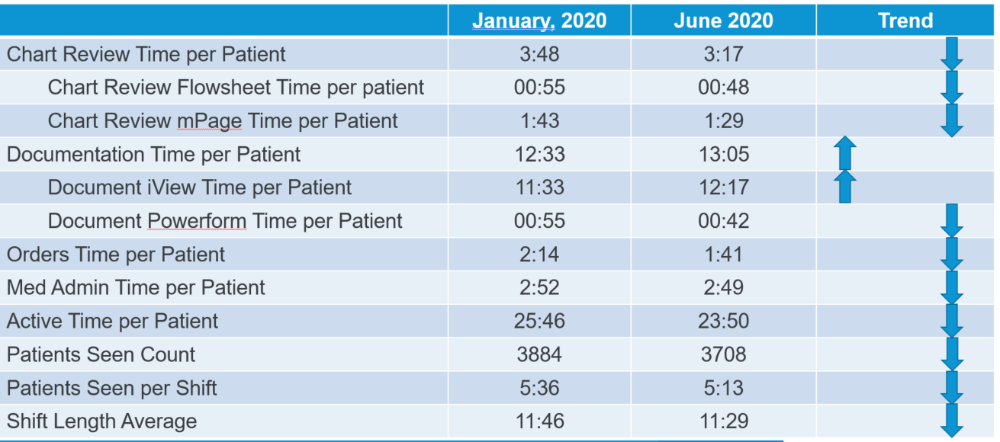 January, 2020 June 2020 Trend
Chart Review Time per Patient 3:48 3:17
Chart Review Flowsheet Time per patient 00:55 00:48
Chart Review mPage Time per Patient 1:43 1:29
Documentation Time per Patient 12:33 13:05
Document iView Time per Patient 11:33 12:17
Document Powerform Time per Patient 00:55 00:42
Orders Time per Patient 2:14 1:41
Med Admin Time per Patient 2:52 2:49
Active Time per Patient 25:46 23:50
Patients Seen Count 3884 3708
Patients Seen per Shift 5:36 5:13
Shift Length Average 11:46 11:29